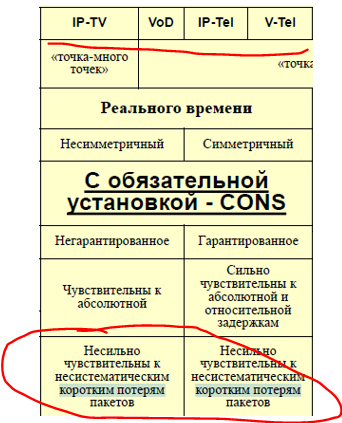 IP-TV VoD IP-Tel V-Tel
«точка-много
точек»
«точка
Реального времени
Несимметричный Симметричный
С обязательной
установкой - CONS
Негарантированное Гарантированное
Чувствительны к
абсолютной
Сильно
чувствительны к
абсолютной и
относительной
задержкам
Несильно
чувствительны к
несистематическим
коротким потерям
пакетов
Несильно
чувствительны к
несистематическим
коротким потерям
пакетов